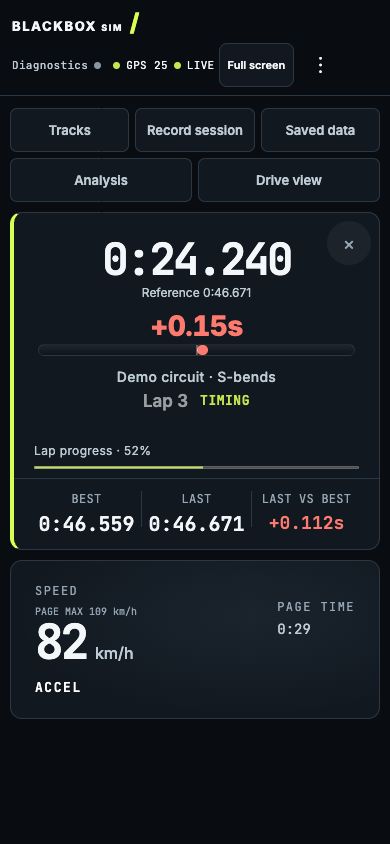 BLACKBOX SIM
Diagnostics GPS 25 LIVE Full screen
Tracks Record session Saved data
Analysis Drive view
×
0:24.240
Reference 0:46.671
+0.15s
Demo circuit · S-bends
Lap 3 TIMING
Lap progress · 52%
BEST LAST LAST VS BEST
0:46.559 0:46.671 +0.112s
SPEED
PAGE MAX 109 km/h
82 km/h
ACCEL
PAGE TIME
0:29